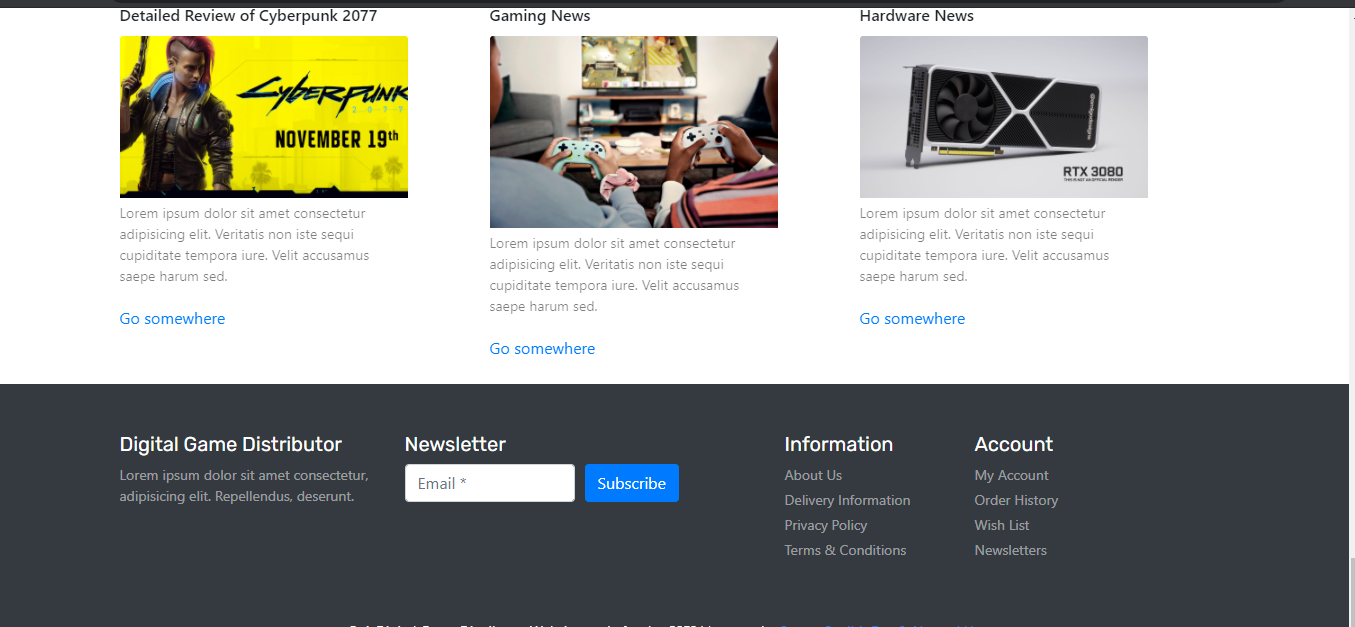 Detailed Review of Cyberpunk 2077
Cyberpunk
2077
NOVEMBER 19th
Lorem ipsum dolor sit amet consectetur
adipisicing elit. Veritatis non iste sequi
cupiditate tempora iure. Velit accusamus
saepe harum sed.
Go somewhere
Gaming News
Lorem ipsum dolor sit amet consectetur
adipisicing elit. Veritatis non iste sequi
cupiditate tempora iure. Velit accusamus
saepe harum sed.
Go somewhere
Hardware News
RTX 3080
THIS IS NOT AN OFFICIAL RENDER
Lorem ipsum dolor sit amet consectetur
adipisicing elit. Veritatis non iste sequi
cupiditate tempora iure. Velit accusamus
saepe harum sed.
Go somewhere
Digital Game Distributor
Lorem ipsum dolor sit amet consectetur,
adipisicing elit. Repellendus, deserunt.
Newsletter
Email *
Subscribe
Information
About Us
Delivery Information
Privacy Policy
Terms & Conditions
Account
My Account
Order History
Wish List
Newsletters